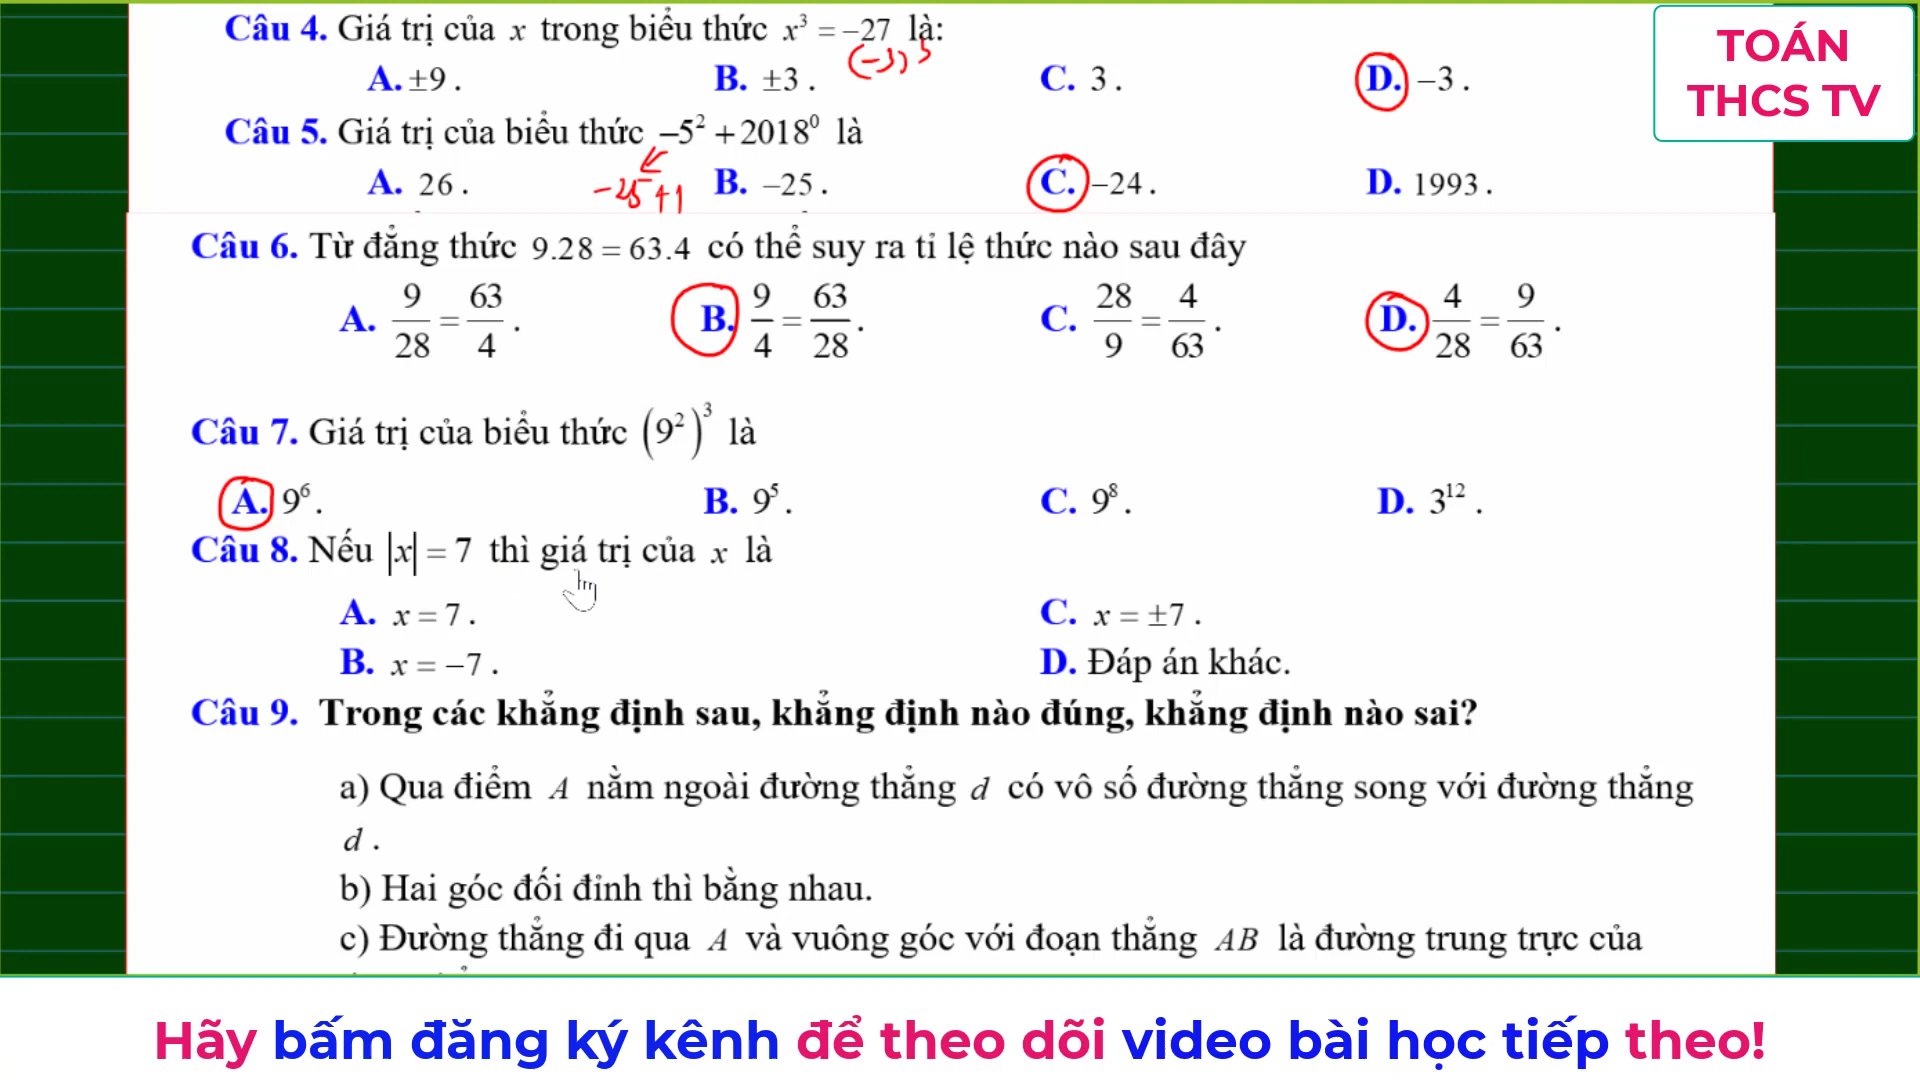 Câu 4. Giá trị của x trong biểu thức x³ = −27 là:
(−3)³
A. ±9 . B. ±3 . C. 3 . D. −3 .
Câu 5. Giá trị của biểu thức −5² + 2018⁰ là
A. 26 . B. −25 . C. −24 . D. 1993 .
−25 + 1
Câu 6. Từ đẳng thức 9.28 = 63.4 có thể suy ra tỉ lệ thức nào sau đây
A. 9/28 = 63/4 . B. 9/4 = 63/28 . C. 28/9 = 4/63 . D. 4/28 = 9/63 .
Câu 7. Giá trị của biểu thức (9²)³ là
A. 9⁶ . B. 9⁵ . C. 9⁸ . D. 3¹² .
Câu 8. Nếu |x| = 7 thì giá trị của x là
A. x = 7 . C. x = ±7 .
B. x = −7 . D. Đáp án khác.
Câu 9. Trong các khẳng định sau, khẳng định nào đúng, khẳng định nào sai?
a) Qua điểm A nằm ngoài đường thẳng d có vô số đường thẳng song với đường thẳng
d .
b) Hai góc đối đỉnh thì bằng nhau.
c) Đường thẳng đi qua A và vuông góc với đoạn thẳng AB là đường trung trực của
TOÁN
THCS TV
Hãy bấm đăng ký kênh để theo dõi video bài học tiếp theo!